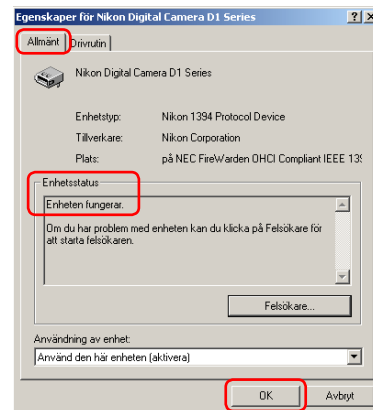 Egenskaper för Nikon Digital Camera D1 Series
Allmänt Drivrutin
Nikon Digital Camera D1 Series
Enhetstyp: Nikon 1394 Protocol Device
Tillverkare: Nikon Corporation
Plats: på NEC FireWarden OHCI Compliant IEEE 139
Enhetsstatus
Enheten fungerar.
Om du har problem med enheten kan du klicka på Felsökare för
att starta felsökaren.
Felsökare...
Användning av enhet:
Använd den här enheten (aktivera)
OK Avbryt